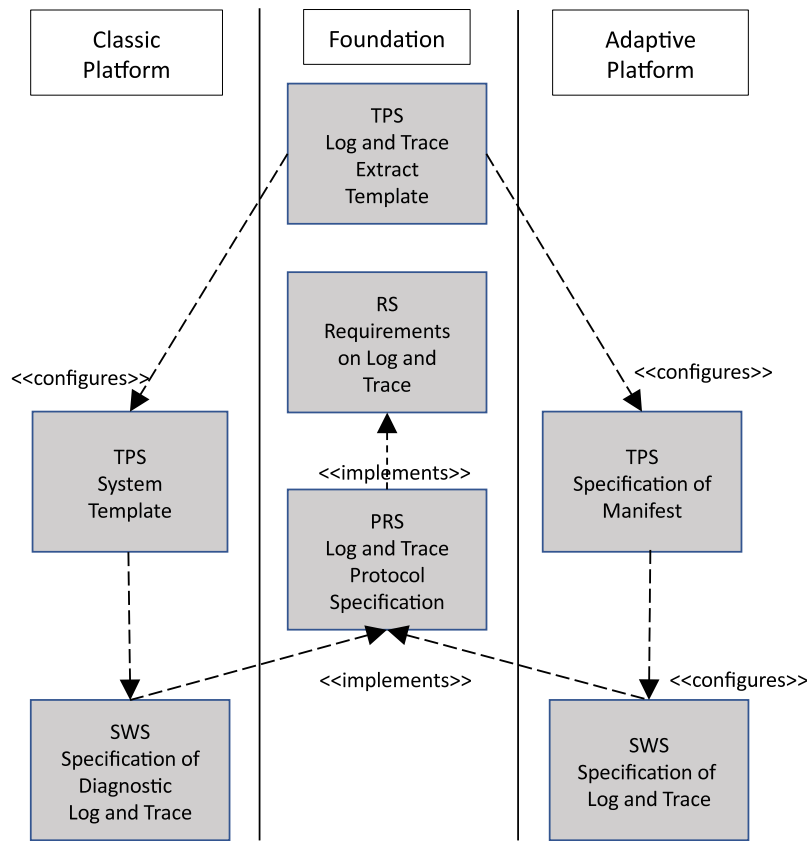 Classic
Platform
Foundation
Adaptive
Platform
TPS
Log and Trace
Extract
Template
RS
Requirements
on Log and
Trace
<<configures>>
<<configures>>
TPS
System
Template
<<implements>>
TPS
Specification of
Manifest
PRS
Log and Trace
Protocol
Specification
<<implements>>
<<configures>>
SWS
Specification of
Diagnostic
Log and Trace
SWS
Specification of
Log and Trace